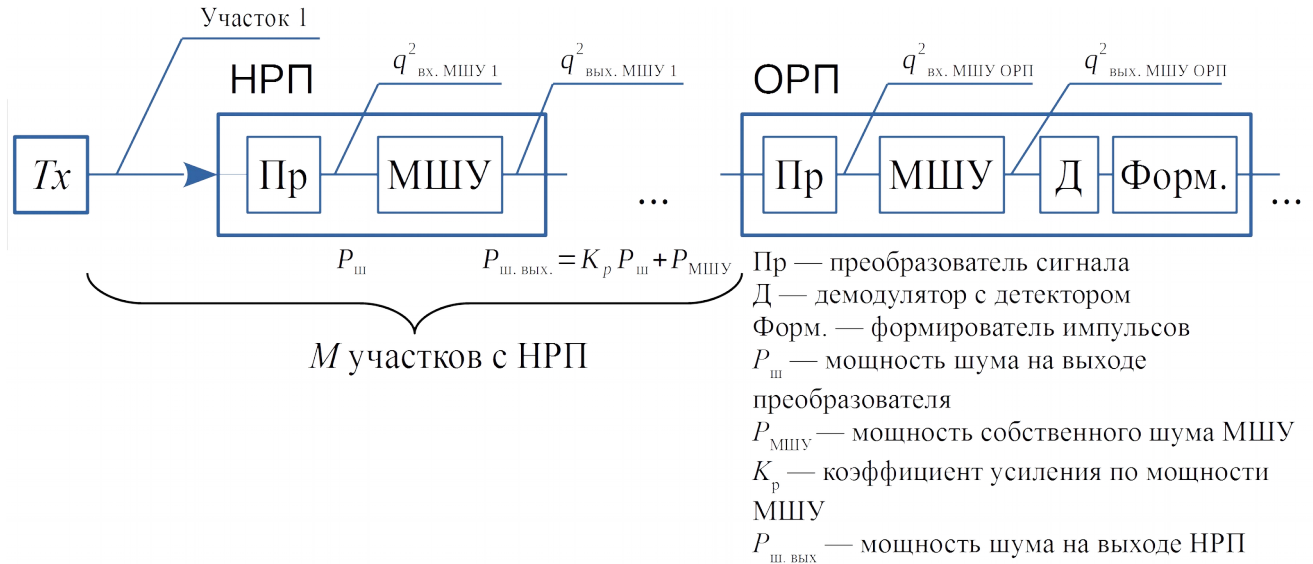 Участок 1
НРП
q²вх. МШУ 1
q²вых. МШУ 1
ОРП
q²вх. МШУ ОРП
q²вых. МШУ ОРП
Tx
Пр
МШУ
...
Пр
МШУ
Д
Форм.
...
Pш
Pш. вых. = Kp Pш + PМШУ
M участков с НРП
Пр — преобразователь сигнала
Д — демодулятор с детектором
Форм. — формирователь импульсов
Pш — мощность шума на выходе
преобразователя
PМШУ — мощность собственного шума МШУ
Kр — коэффициент усиления по мощности
МШУ
Pш. вых — мощность шума на выходе НРП